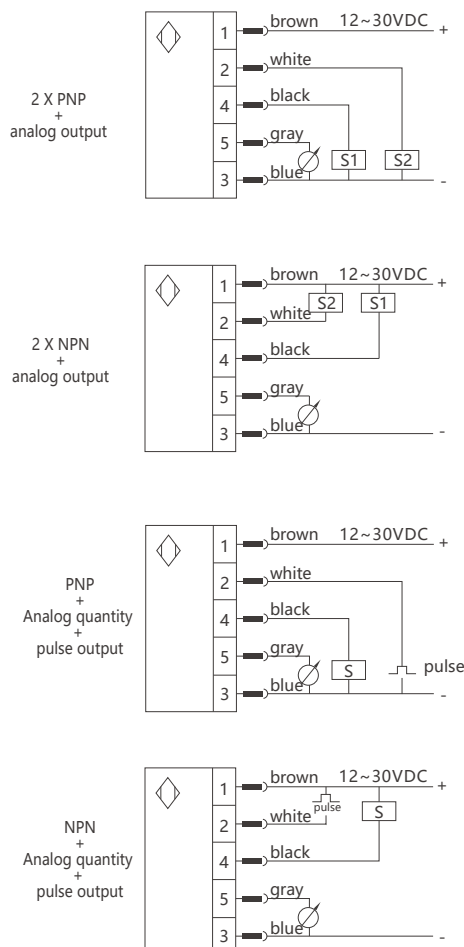 1 brown 12~30VDC +
2 white
2 X PNP
+
analog output
4 black
5 gray
S1 S2
3 blue -
1 brown 12~30VDC +
S2 S1
2 white
2 X NPN
+
analog output
4 black
5 gray
3 blue -
1 brown 12~30VDC +
2 white
PNP
+
Analog quantity
+
pulse output
4 black
5 gray
S pulse
3 blue -
1 brown 12~30VDC +
pulse S
2 white
NPN
+
Analog quantity
+
pulse output
4 black
5 gray
3 blue -